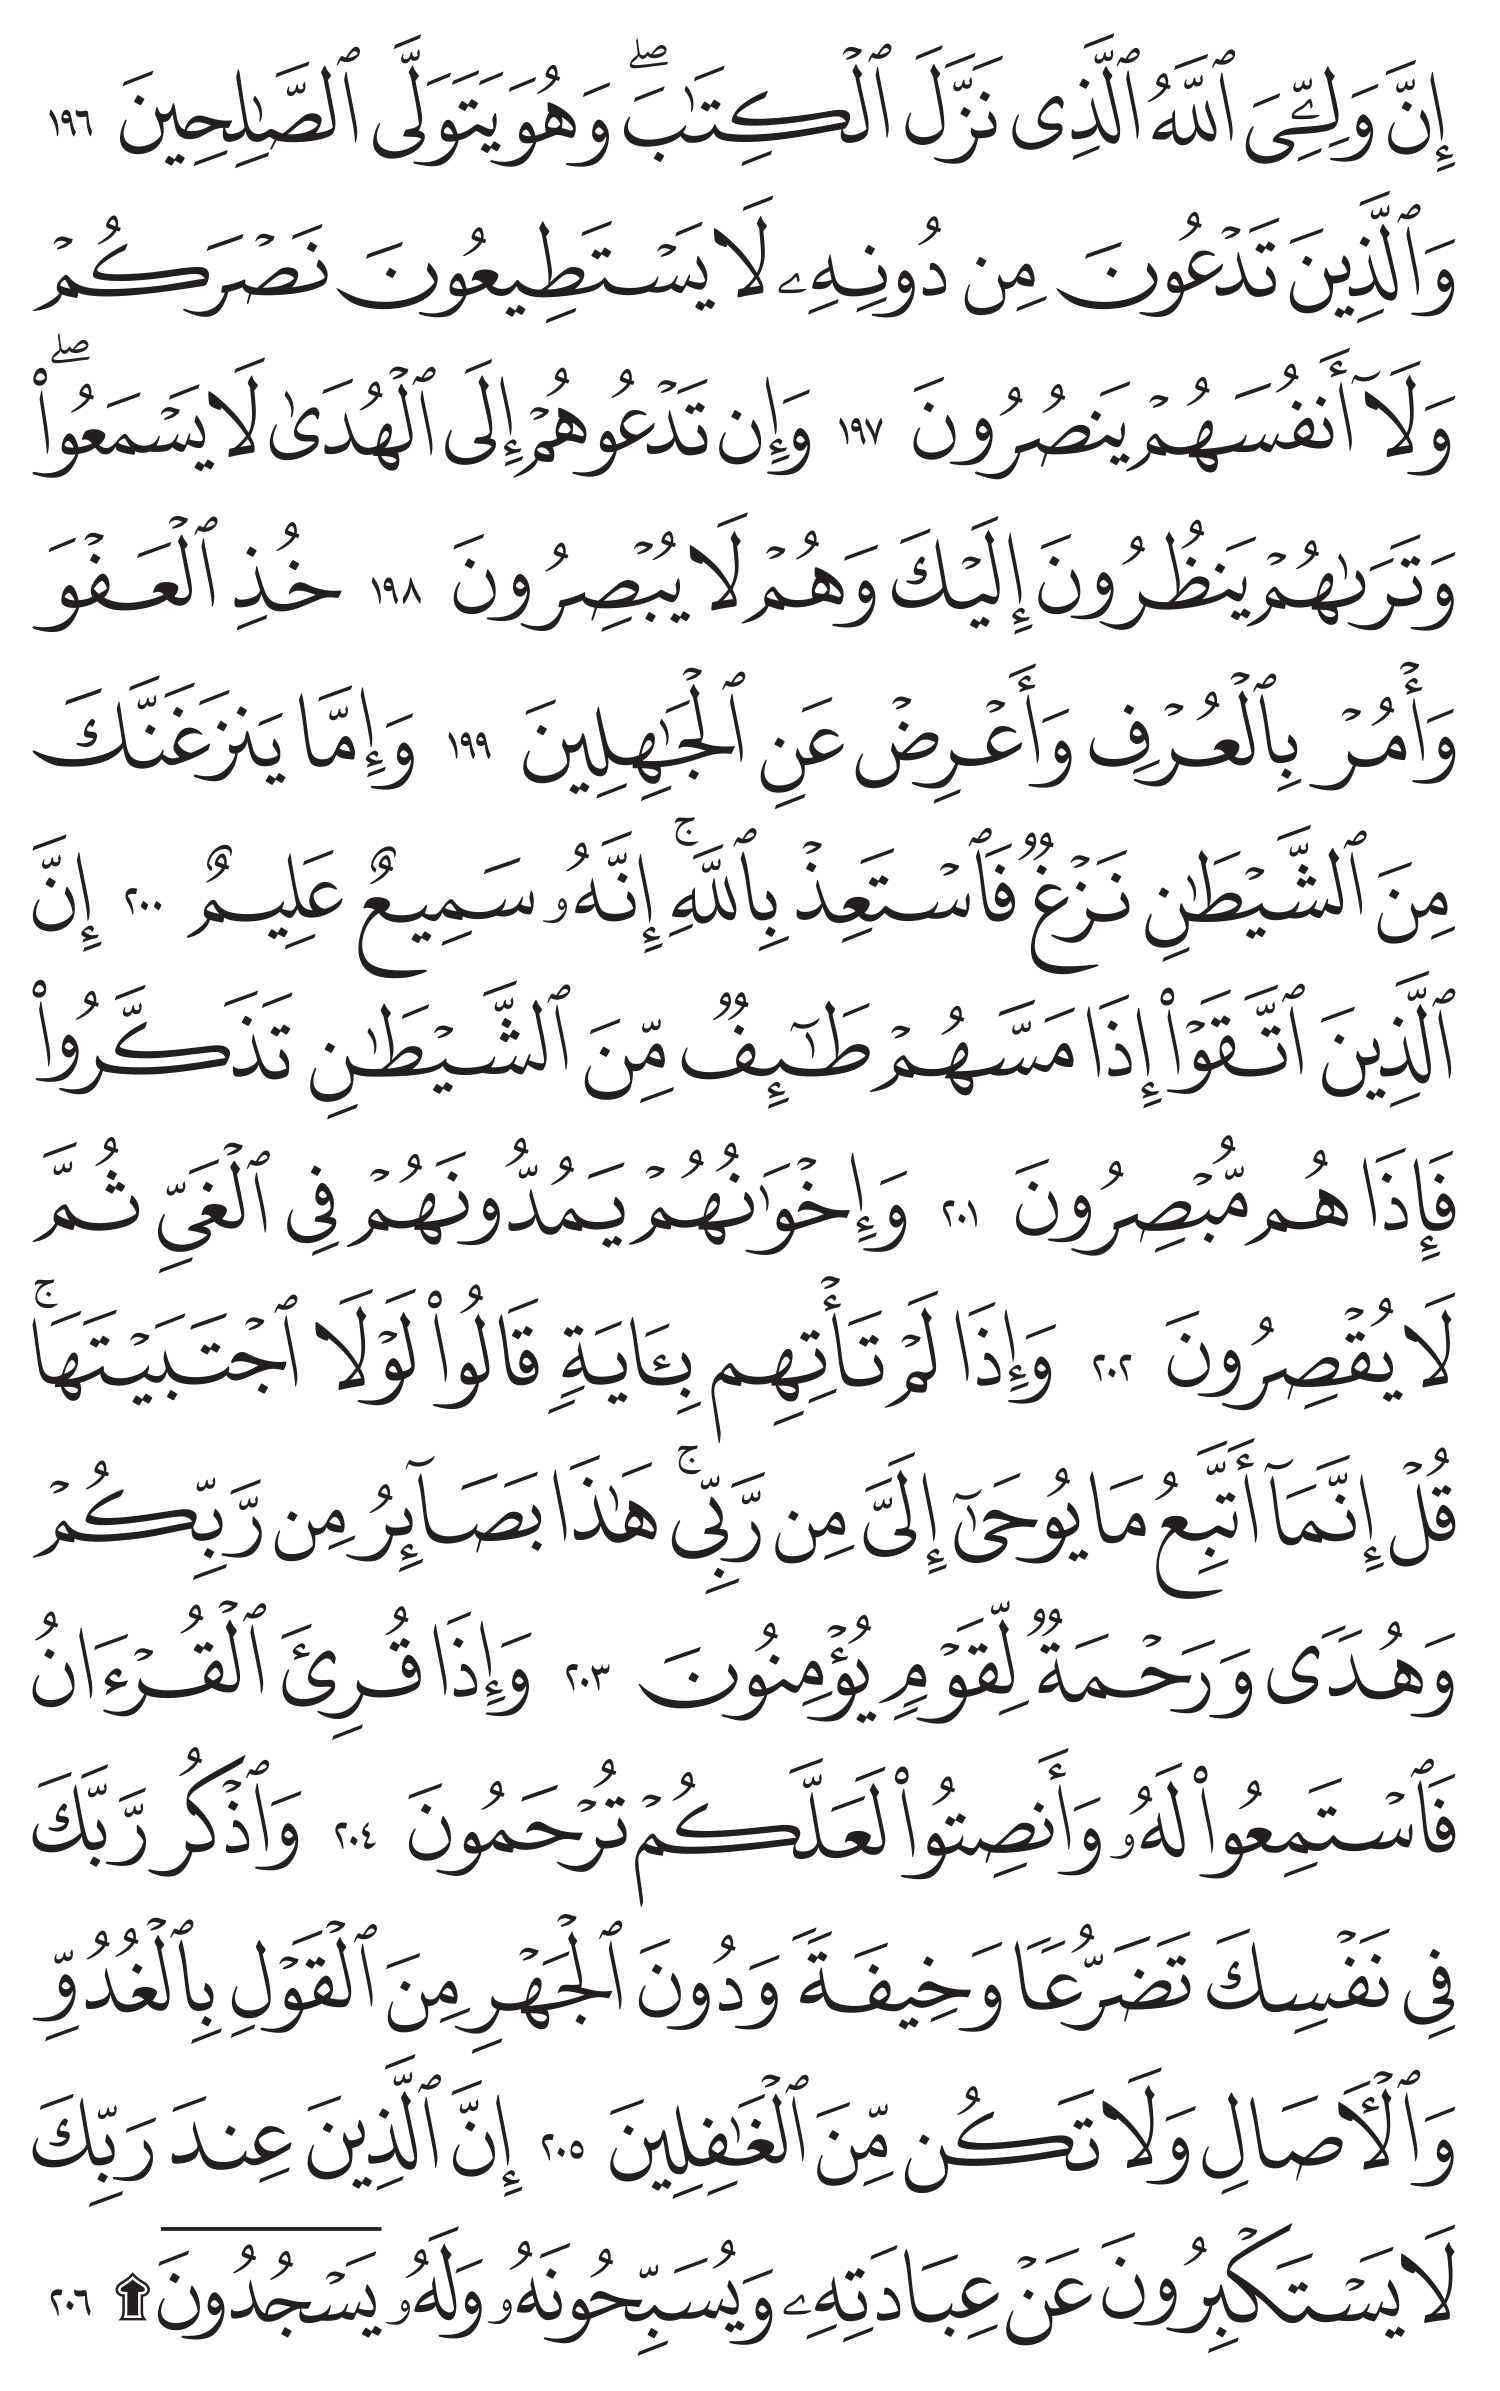 إِنَّ وَلِـِّۧيَ ٱللَّهُ ٱلَّذِى نَزَّلَ ٱلْكِتَٰبَ ۖ وَهُوَ يَتَوَلَّى ٱلصَّٰلِحِينَ ١٩٦
وَٱلَّذِينَ تَدْعُونَ مِن دُونِهِۦ لَا يَسْتَطِيعُونَ نَصْرَكُمْ
وَلَآ أَنفُسَهُمْ يَنصُرُونَ ١٩٧ وَإِن تَدْعُوهُمْ إِلَى ٱلْهُدَىٰ لَا يَسْمَعُوا۟ ۖ
وَتَرَىٰهُمْ يَنظُرُونَ إِلَيْكَ وَهُمْ لَا يُبْصِرُونَ ١٩٨ خُذِ ٱلْعَفْوَ
وَأْمُرْ بِٱلْعُرْفِ وَأَعْرِضْ عَنِ ٱلْجَٰهِلِينَ ١٩٩ وَإِمَّا يَنزَغَنَّكَ
مِنَ ٱلشَّيْطَٰنِ نَزْغٌ فَٱسْتَعِذْ بِٱللَّهِ ۚ إِنَّهُۥ سَمِيعٌ عَلِيمٌ ٢٠٠ إِنَّ
ٱلَّذِينَ ٱتَّقَوْا۟ إِذَا مَسَّهُمْ طَٰٓئِفٌ مِّنَ ٱلشَّيْطَٰنِ تَذَكَّرُوا۟
فَإِذَا هُم مُّبْصِرُونَ ٢٠١ وَإِخْوَٰنُهُمْ يَمُدُّونَهُمْ فِى ٱلْغَىِّ ثُمَّ
لَا يُقْصِرُونَ ٢٠٢ وَإِذَا لَمْ تَأْتِهِم بِـَٔايَةٍ قَالُوا۟ لَوْلَا ٱجْتَبَيْتَهَا ۚ
قُلْ إِنَّمَآ أَتَّبِعُ مَا يُوحَىٰٓ إِلَىَّ مِن رَّبِّى ۚ هَٰذَا بَصَآئِرُ مِن رَّبِّكُمْ
وَهُدًى وَرَحْمَةٌ لِّقَوْمٍ يُؤْمِنُونَ ٢٠٣ وَإِذَا قُرِئَ ٱلْقُرْءَانُ
فَٱسْتَمِعُوا۟ لَهُۥ وَأَنصِتُوا۟ لَعَلَّكُمْ تُرْحَمُونَ ٢٠٤ وَٱذْكُر رَّبَّكَ
فِى نَفْسِكَ تَضَرُّعًا وَخِيفَةً وَدُونَ ٱلْجَهْرِ مِنَ ٱلْقَوْلِ بِٱلْغُدُوِّ
وَٱلْـَٔاصَالِ وَلَا تَكُن مِّنَ ٱلْغَٰفِلِينَ ٢٠٥ إِنَّ ٱلَّذِينَ عِندَ رَبِّكَ
لَا يَسْتَكْبِرُونَ عَنْ عِبَادَتِهِۦ وَيُسَبِّحُونَهُۥ وَلَهُۥ يَسْجُدُونَ ۩ ٢٠٦